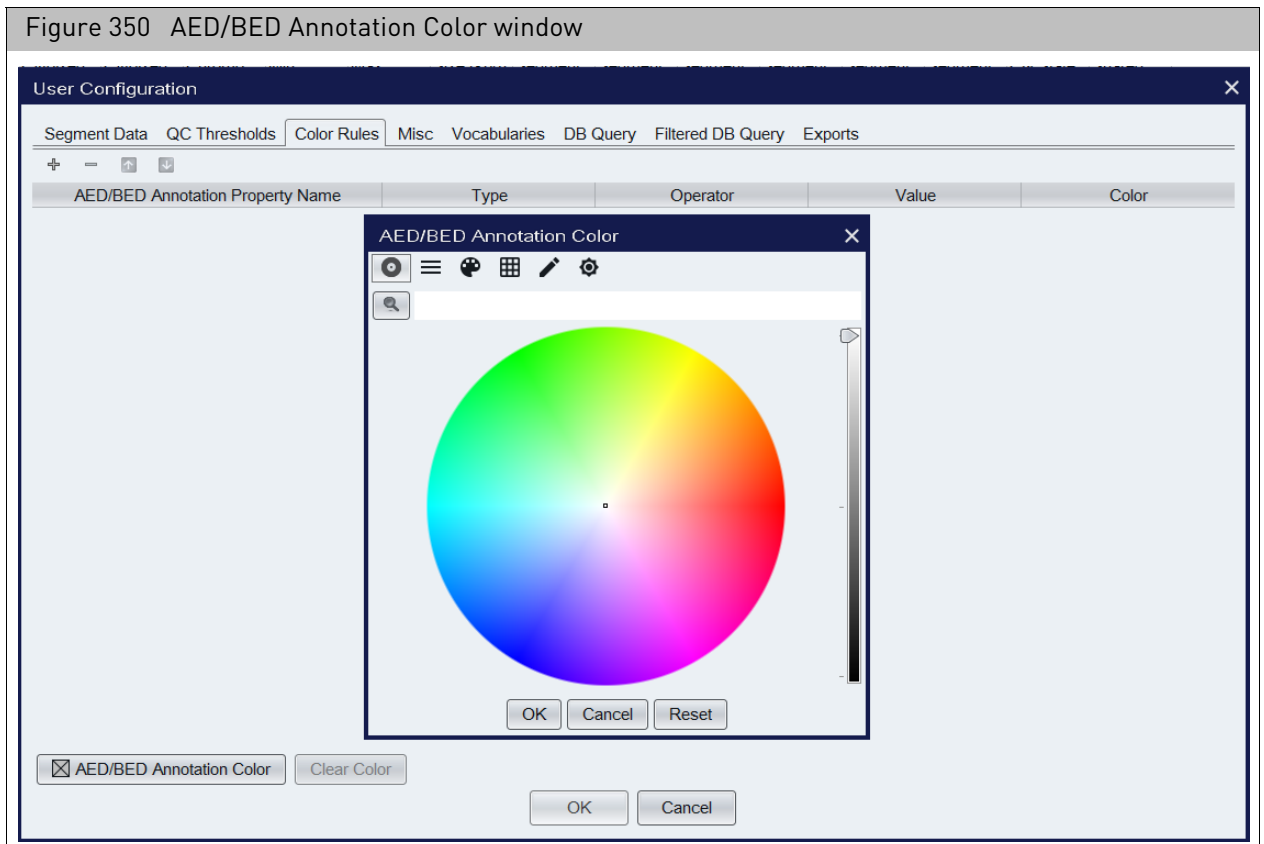 Figure 350 AED/BED Annotation Color window
User Configuration
Segment Data QC Thresholds Color Rules Misc Vocabularies DB Query Filtered DB Query Exports
AED/BED Annotation Property Name Type Operator Value Color
AED/BED Annotation Color
OK Cancel Reset
AED/BED Annotation Color Clear Color
OK Cancel